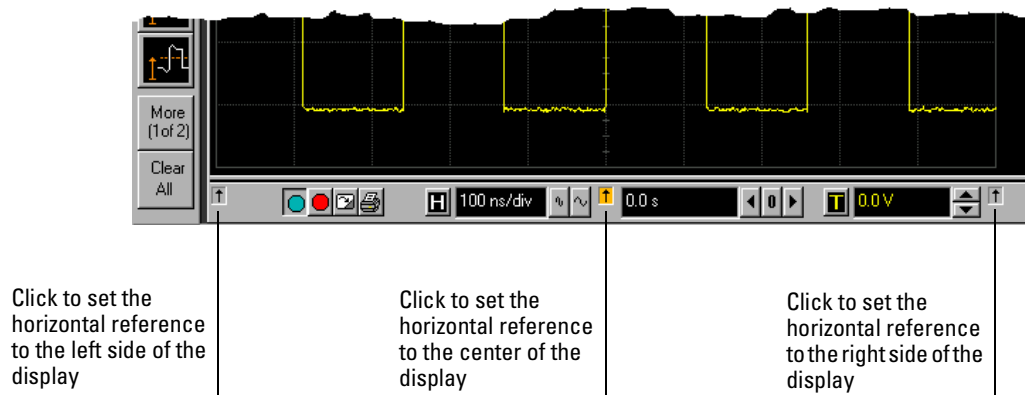 More
(1of 2)
Clear
All
H 100 ns/div 0.0 s 0 T 0.0 V
Click to set the
horizontal reference
to the left side of the
display
Click to set the
horizontal reference
to the center of the
display
Click to set the
horizontal reference
to the right side of the
display